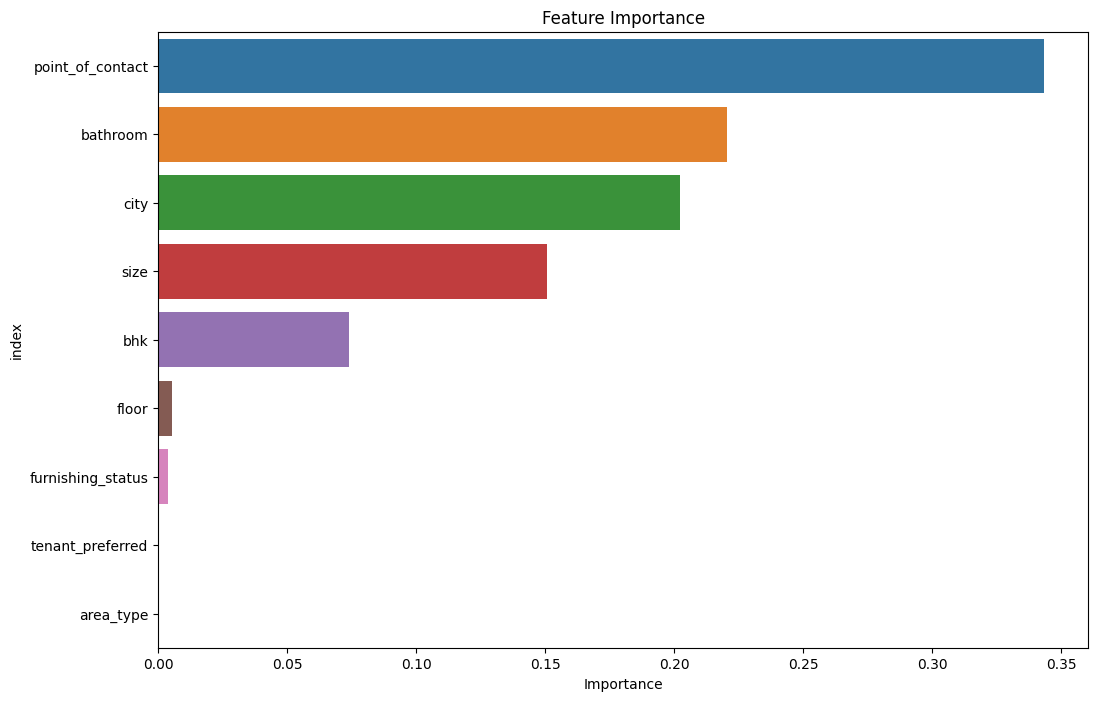 Feature Importance
point_of_contact
bathroom
city
size
bhk
floor
furnishing_status
tenant_preferred
area_type
index
0.00 0.05 0.10 0.15 0.20 0.25 0.30 0.35
Importance